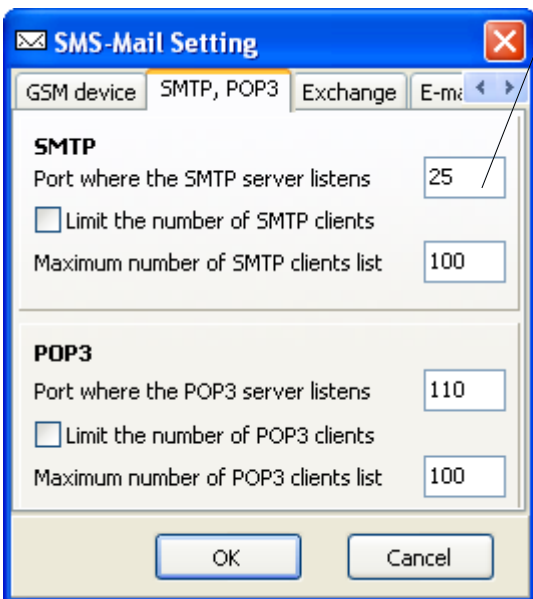 SMS-Mail Setting
GSM device SMTP, POP3 Exchange
SMTP
Port where the SMTP server listens 25
Limit the number of SMTP clients
Maximum number of SMTP clients list 100
POP3
Port where the POP3 server listens 110
Limit the number of POP3 clients
Maximum number of POP3 clients list 100
OK Cancel